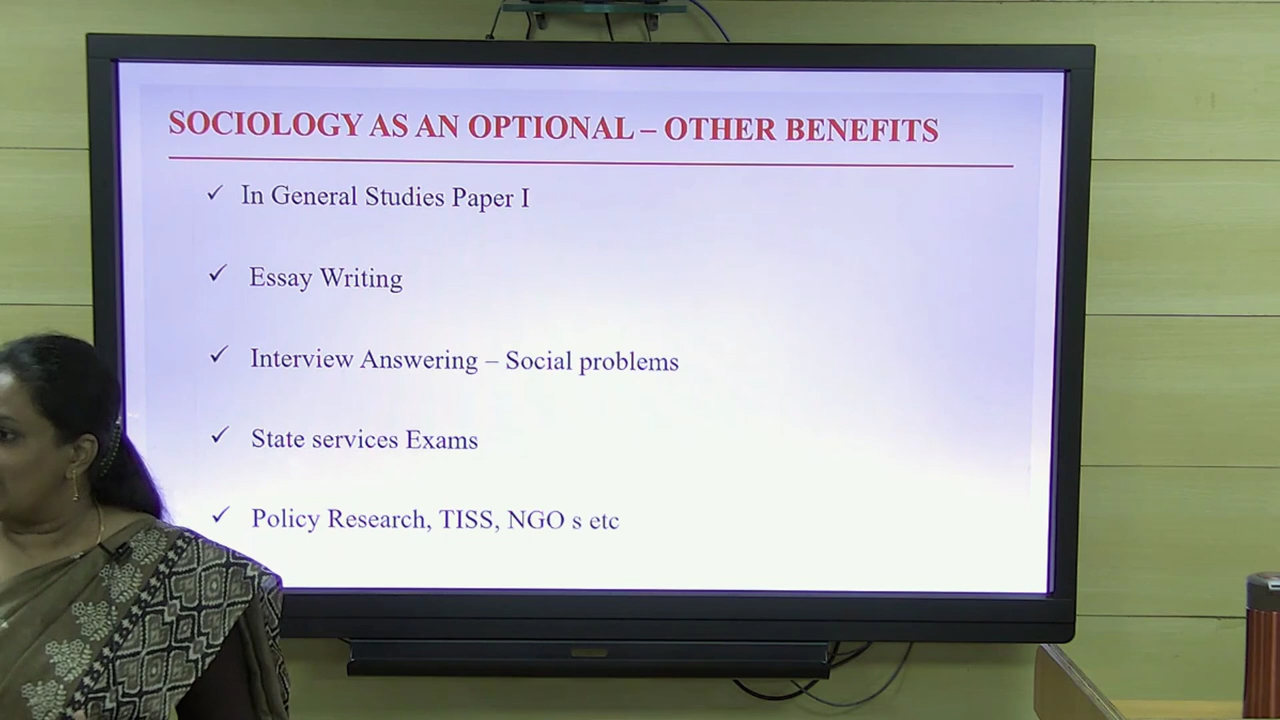 SOCIOLOGY AS AN OPTIONAL – OTHER BENEFITS
✓ In General Studies Paper I
✓ Essay Writing
✓ Interview Answering – Social problems
✓ State services Exams
✓ Policy Research, TISS, NGO s etc